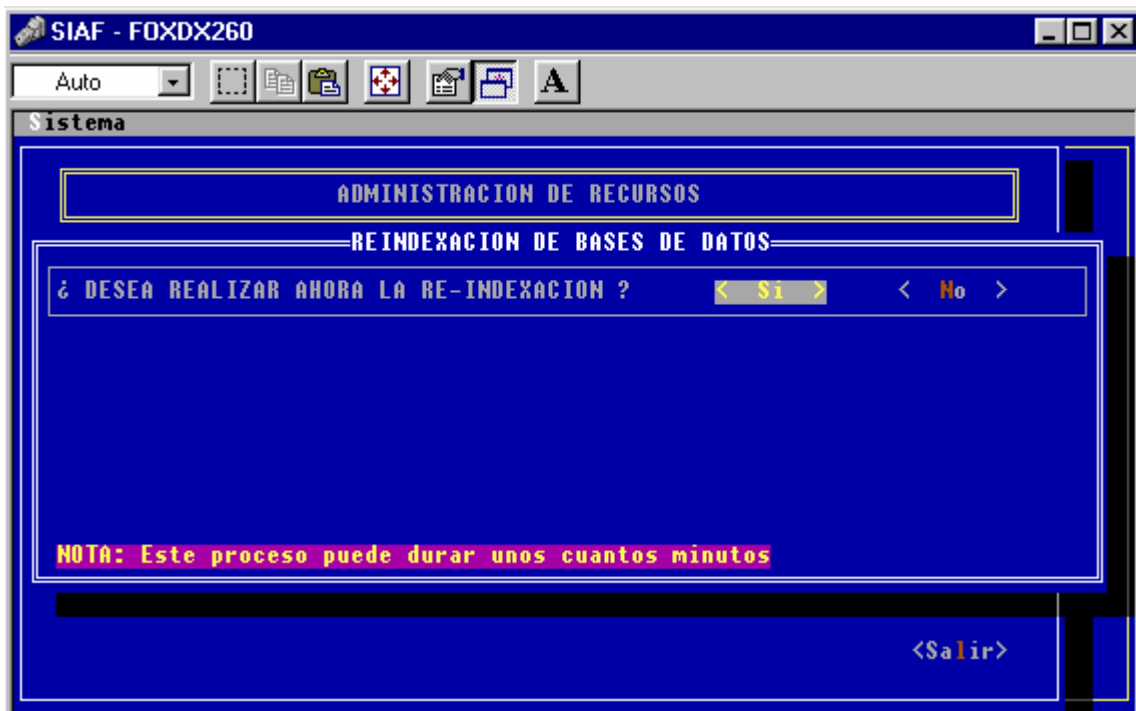 SIAF - FOXDX260
Auto
A
Sistema
ADMINISTRACION DE RECURSOS
REINDEXACION DE BASES DE DATOS
¿ DESEA REALIZAR AHORA LA RE-INDEXACION ? < Si > < No >
NOTA: Este proceso puede durar unos cuantos minutos
<Salir>